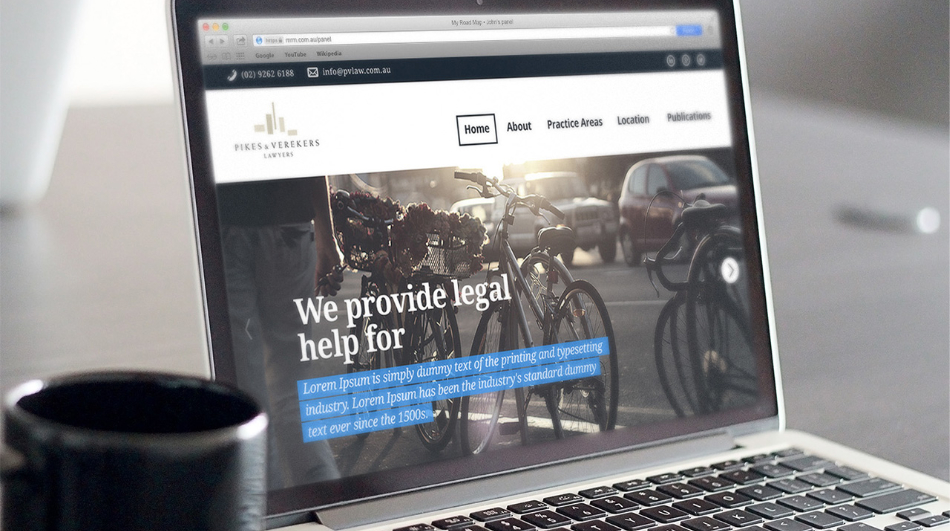 My Road Mag – John's panel
mrm.com.au/panel
Google YouTube Wikipedia
(02) 9262 6188 info@pvlaw.com.au
PIKES & VEREKERS
LAWYERS
Home About Practice Areas Location Publications
We provide legal
help for
Lorem Ipsum is simply dummy text of the printing and typesetting
industry. Lorem Ipsum has been the industry's standard dummy
text ever since the 1500s.